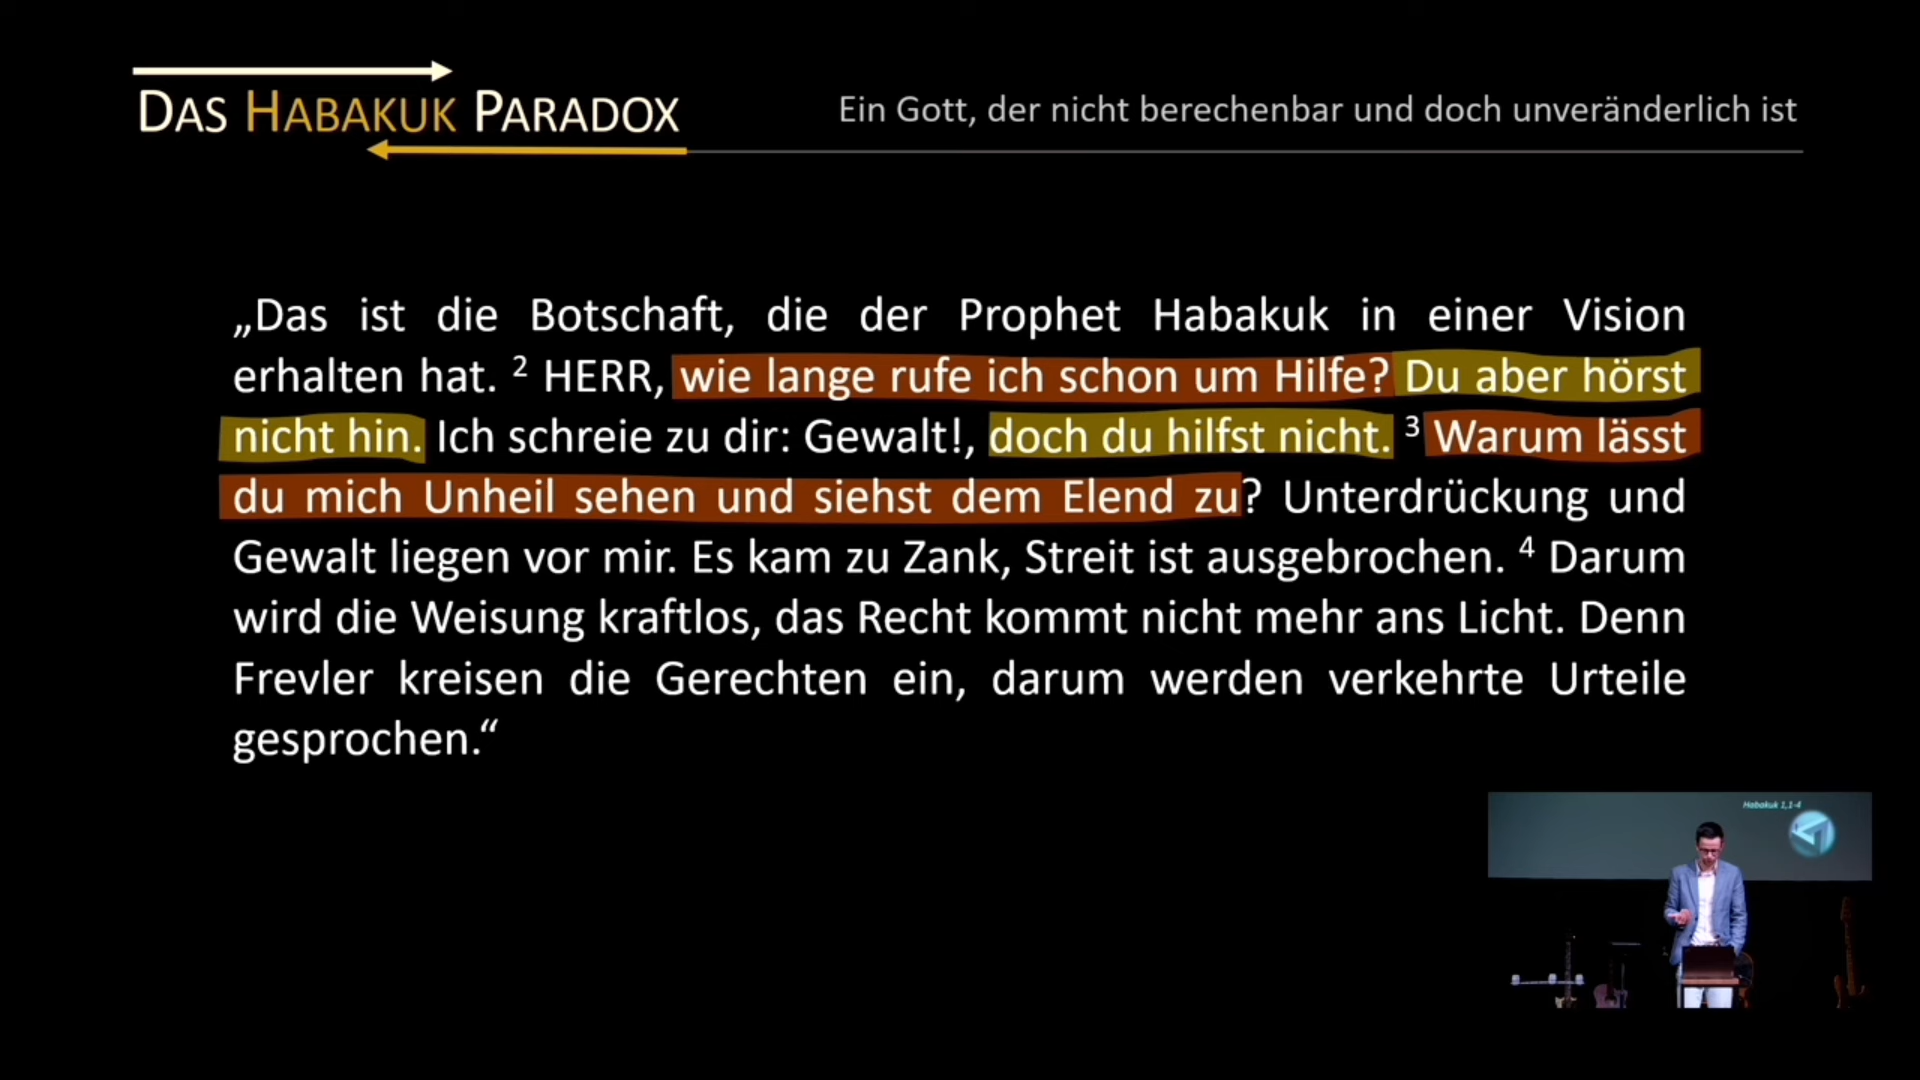 DAS HABAKUK PARADOX
Ein Gott, der nicht berechenbar und doch unveränderlich ist
„Das ist die Botschaft, die der Prophet Habakuk in einer Vision
erhalten hat. ² HERR, wie lange rufe ich schon um Hilfe? Du aber hörst
nicht hin. Ich schreie zu dir: Gewalt!, doch du hilfst nicht. ³ Warum lässt
du mich Unheil sehen und siehst dem Elend zu? Unterdrückung und
Gewalt liegen vor mir. Es kam zu Zank, Streit ist ausgebrochen. ⁴ Darum
wird die Weisung kraftlos, das Recht kommt nicht mehr ans Licht. Denn
Frevler kreisen die Gerechten ein, darum werden verkehrte Urteile
gesprochen.“
Habakuk 1,1-4